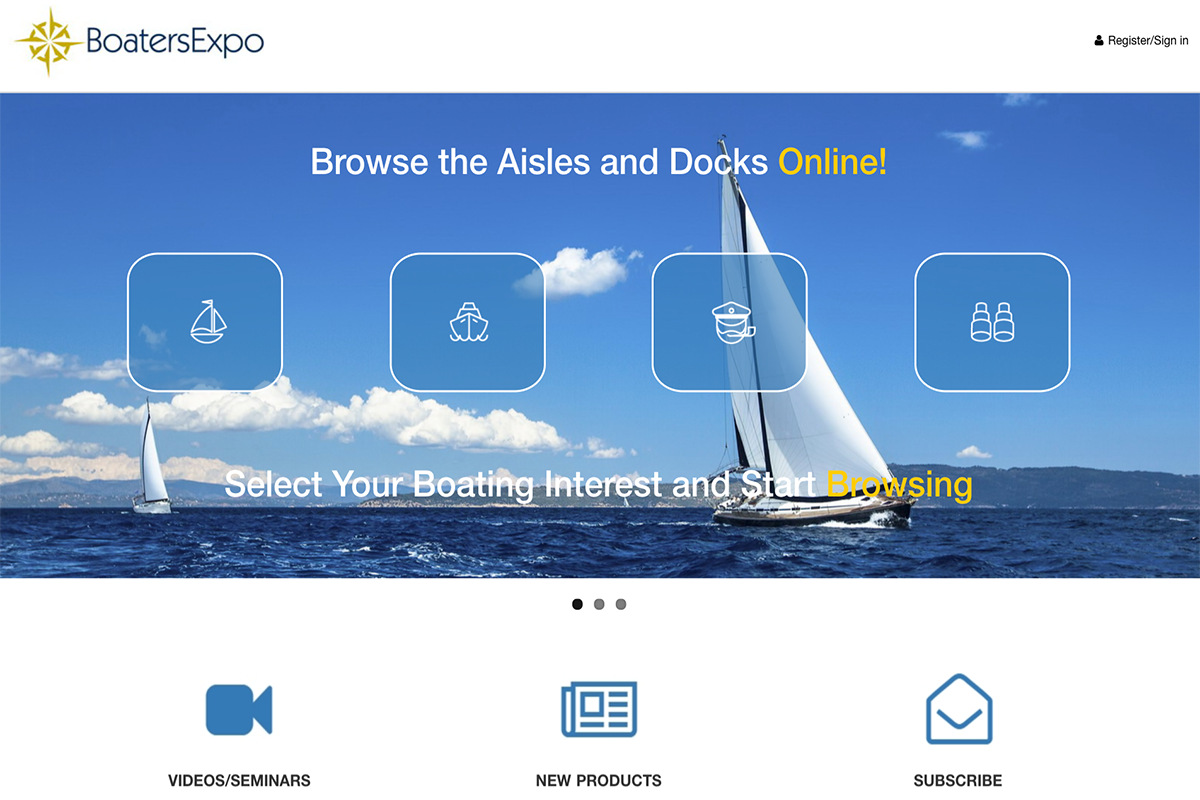 BoatersExpo
Register/Sign in
Browse the Aisles and Docks Online!
Select Your Boating Interest and Start Browsing
VIDEOS/SEMINARS
NEW PRODUCTS
SUBSCRIBE